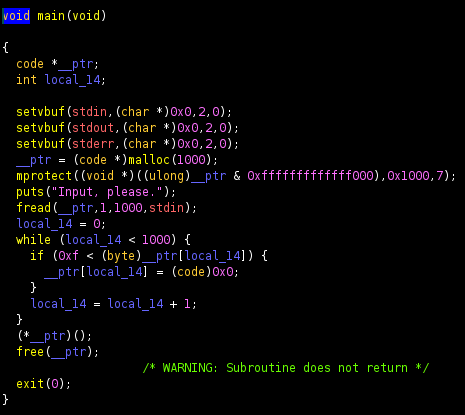 void main(void)
{
code *__ptr;
int local_14;
setvbuf(stdin,(char *)0x0,2,0);
setvbuf(stdout,(char *)0x0,2,0);
setvbuf(stderr,(char *)0x0,2,0);
__ptr = (code *)malloc(1000);
mprotect((void *)((ulong)__ptr & 0xfffffffffffff000),0x1000,7);
puts("Input, please.");
fread(__ptr,1,1000,stdin);
local_14 = 0;
while (local_14 < 1000) {
if (0xf < (byte)__ptr[local_14]) {
__ptr[local_14] = (code)0x0;
}
local_14 = local_14 + 1;
}
(*__ptr)();
free(__ptr);
/* WARNING: Subroutine does not return */
exit(0);
}